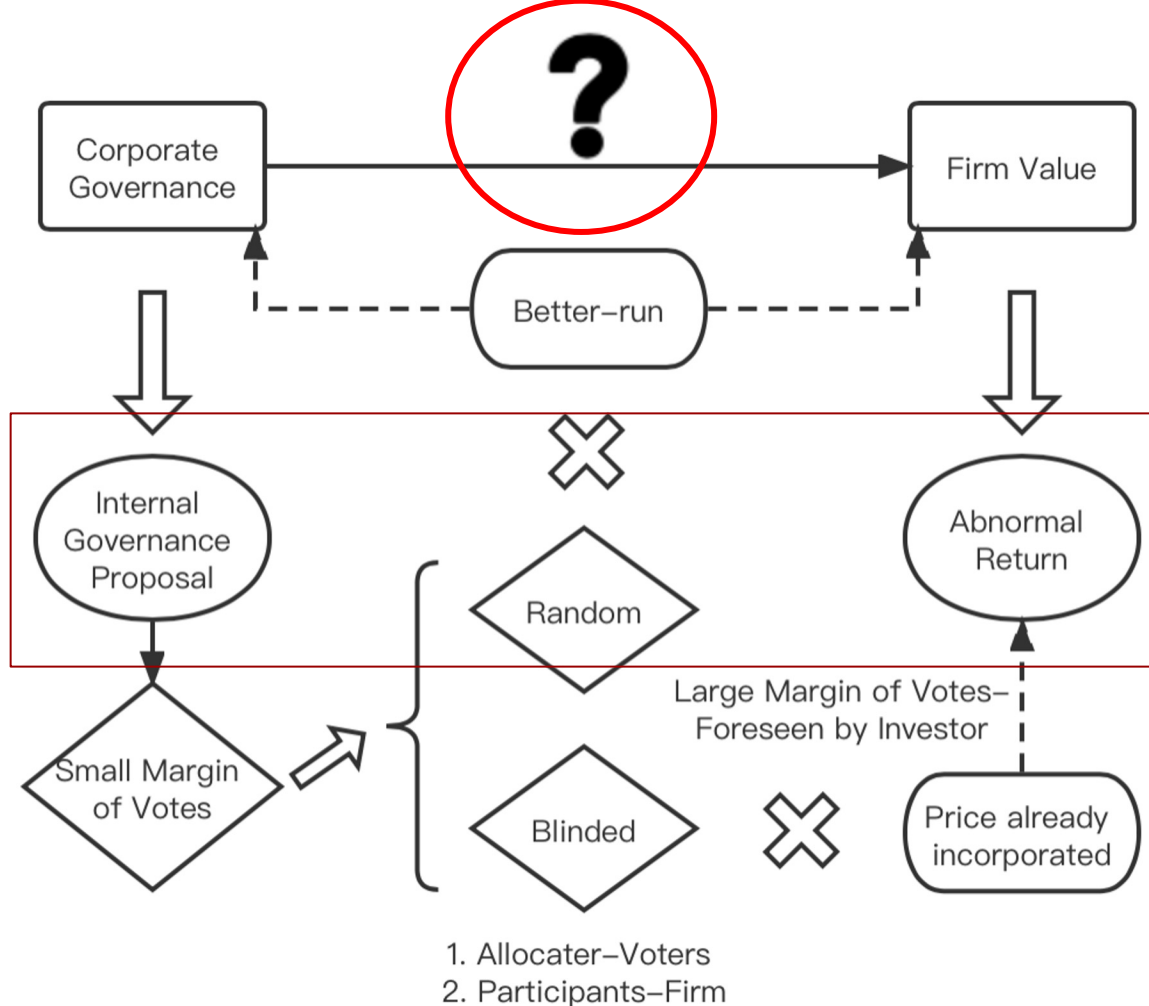 ?
Corporate
Governance
Firm Value
Better–run
Internal
Governance
Proposal
Abnormal
Return
Random
Large Margin of Votes–
Foreseen by Investor
Small Margin
of Votes
Blinded
Price already
incorporated
1. Allocater–Voters
2. Participants–Firm